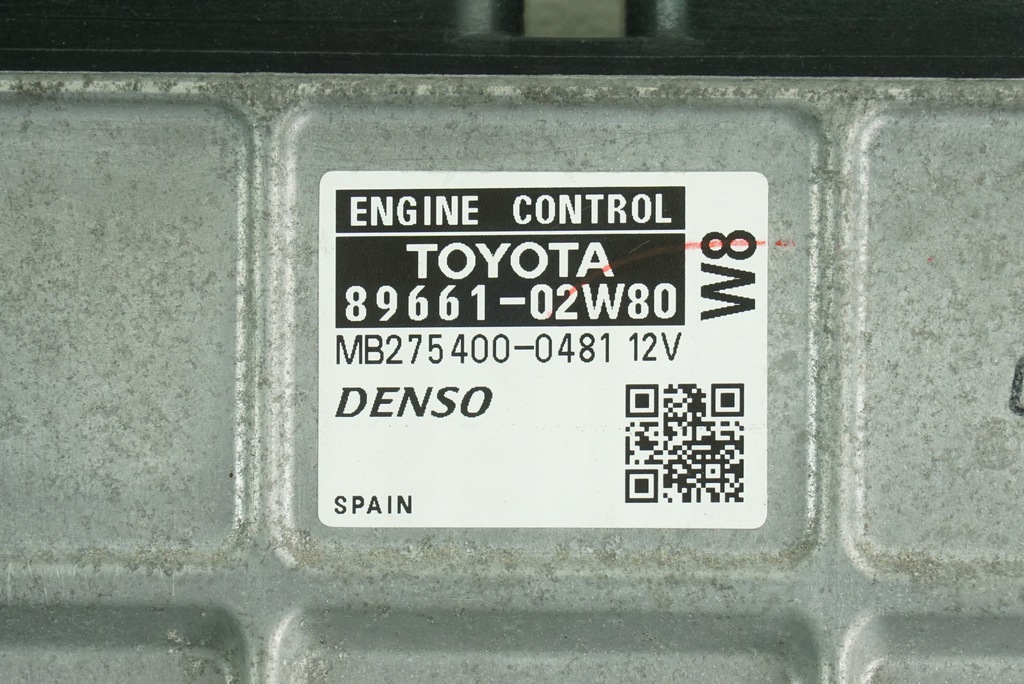 ENGINE CONTROL
TOYOTA
89661-02W80
W8
MB275400-0481 12V
DENSO
SPAIN